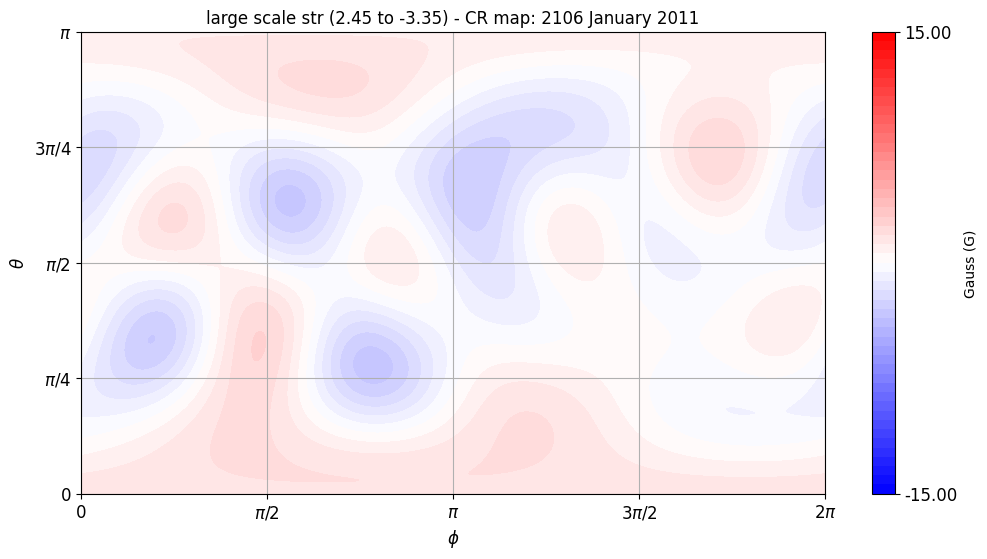 large scale str (2.45 to -3.35) - CR map: 2106 January 2011
π
3π/4
π/2
π/4
0
θ
0
π/2
π
3π/2
2π
ϕ
15.00
-15.00
Gauss (G)